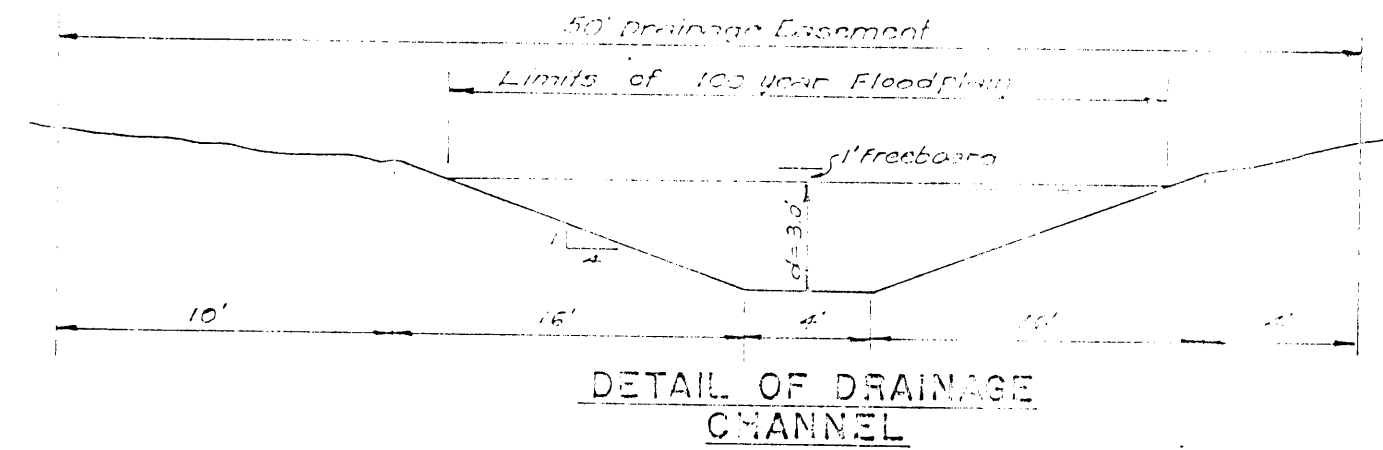 50' Drainage Easement
Limits of 100 year Floodplain
1' Freeboard
d=3.0'
1
4
10'
16'
4'
16'
4'
DETAIL OF DRAINAGE
CHANNEL